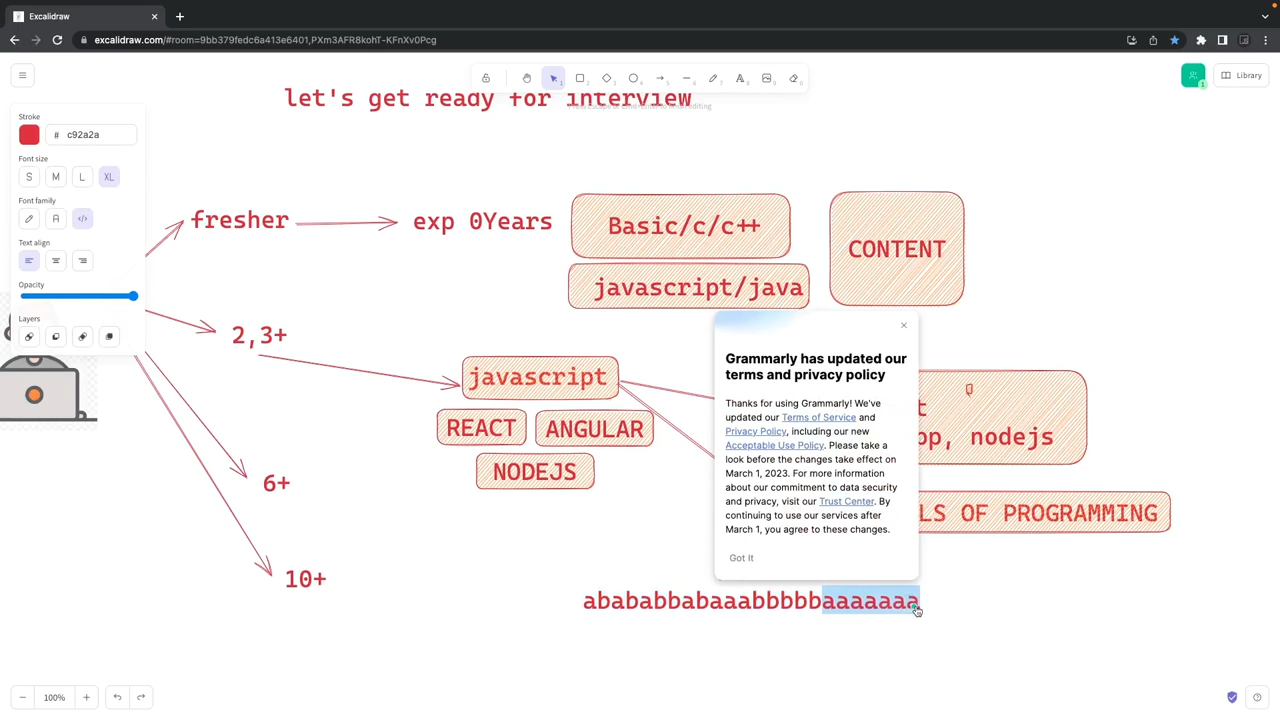 Excalidraw
excalidraw.com/#room=9bb379fedc6a413e6401,PXm3AFR8kohT-KFnXv0Pcg
Library
let's get ready for interview
Stroke
# c92a2a
Font size
S M L XL
Font family
A </>
Text align
Opacity
Layers
fresher
exp 0Years
Basic/c/c++
javascript/java
CONTENT
2,3+
javascript
REACT
ANGULAR
NODEJS
6+
10+
Grammarly has updated our
terms and privacy policy
Thanks for using Grammarly! We've
updated our Terms of Service and
Privacy Policy, including our new
Acceptable Use Policy. Please take a
look before the changes take effect on
March 1, 2023. For more information
about our commitment to data security
and privacy, visit our Trust Center. By
continuing to use our services after
March 1, you agree to these changes.
Got It
nodejs
OF PROGRAMMING
abababbabaaabbbbbaaaaaaa
100%